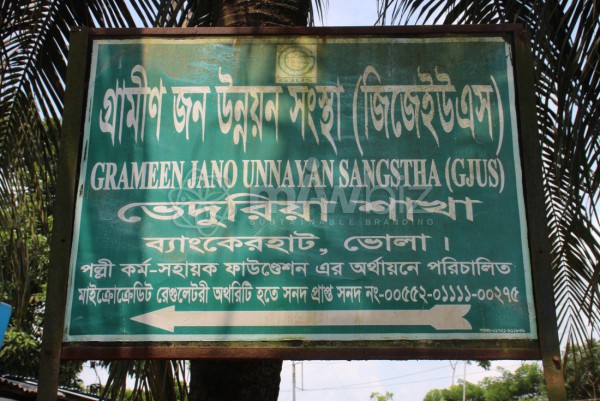 গ্রামীণ জন উন্নয়ন সংস্থা (জিজেইউএস)
GRAMEEN JANO UNNAYAN SANGSTHA (GJUS)
ভেদুরিয়া শাখা
ব্যাংকেরহাট, ভোলা।
পল্লী কর্ম-সহায়ক ফাউণ্ডেশন এর অর্থায়নে পরিচালিত
মাইক্রোক্রেডিট রেগুলেটরী অথরিটি হতে সনদ প্রাপ্ত সনদ নং-০০৫৫২-০১১১১-০০২৭৫